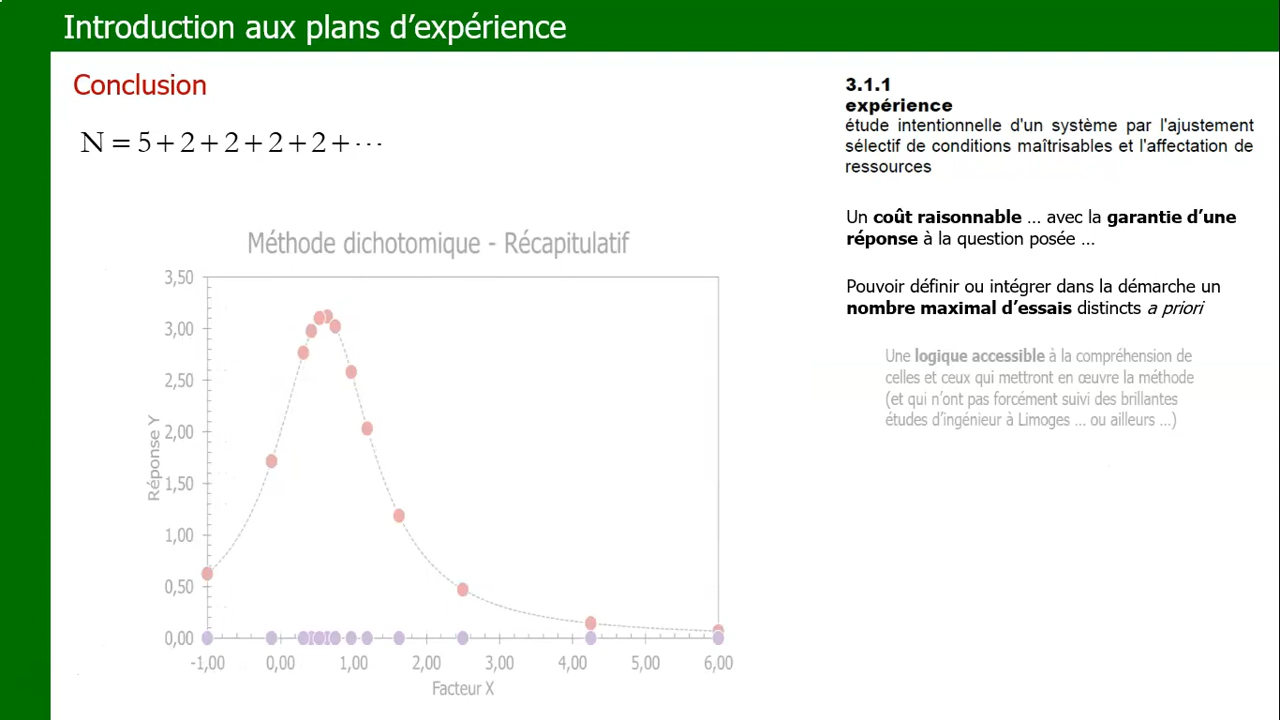 Introduction aux plans d’expérience
Conclusion
N = 5 + 2 + 2 + 2 + 2 + ⋯
Méthode dichotomique - Récapitulatif
3,50
3,00
2,50
2,00
1,50
1,00
0,50
0,00
Réponse Y
-1,00 0,00 1,00 2,00 3,00 4,00 5,00 6,00
Facteur X
3.1.1
expérience
étude intentionnelle d'un système par l'ajustement
sélectif de conditions maîtrisables et l'affectation de
ressources
Un coût raisonnable ... avec la garantie d’une
réponse à la question posée ...
Pouvoir définir ou intégrer dans la démarche un
nombre maximal d’essais distincts a priori
Une logique accessible à la compréhension de
celles et ceux qui mettront en œuvre la méthode
(et qui n’ont pas forcément suivi des brillantes
études d’ingénieur à Limoges ... ou ailleurs ...)